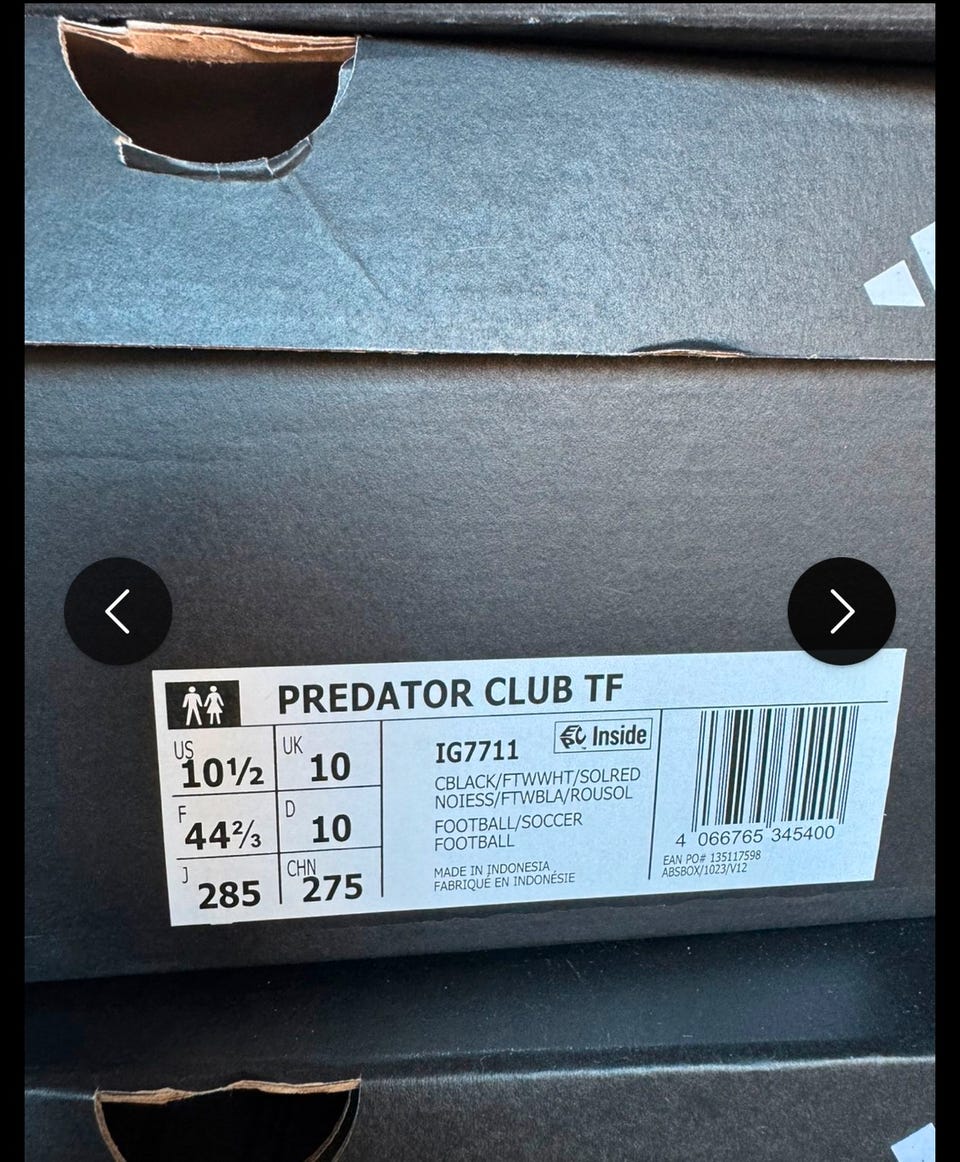 PREDATOR CLUB TF
US 10½ UK 10
F 44⅔ D 10
J 285 CHN 275
IG7711
Inside
CBLACK/FTWWHT/SOLRED
NOIESS/FTWBLA/ROUSOL
FOOTBALL/SOCCER
FOOTBALL
MADE IN INDONESIA
FABRIQUÉ EN INDONÉSIE
4 066765 345400
EAN PO# 135117598
ABSBOX/1023/V12